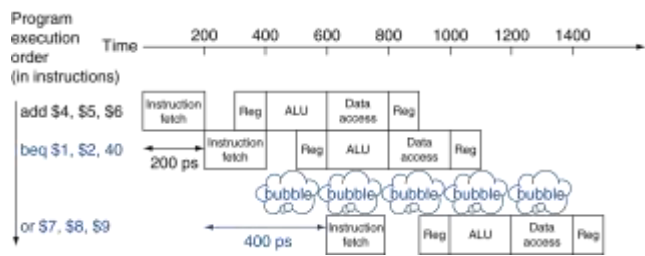 Program
execution
order
(in instructions)
Time
200 400 600 800 1000 1200 1400
add $4, $5, $6
Instruction
fetch
Reg
ALU
Data
access
Reg
beq $1, $2, 40
200 ps
Instruction
fetch
Reg
ALU
Data
access
Reg
bubble bubble bubble bubble bubble
or $7, $8, $9
400 ps
Instruction
fetch
Reg
ALU
Data
access
Reg